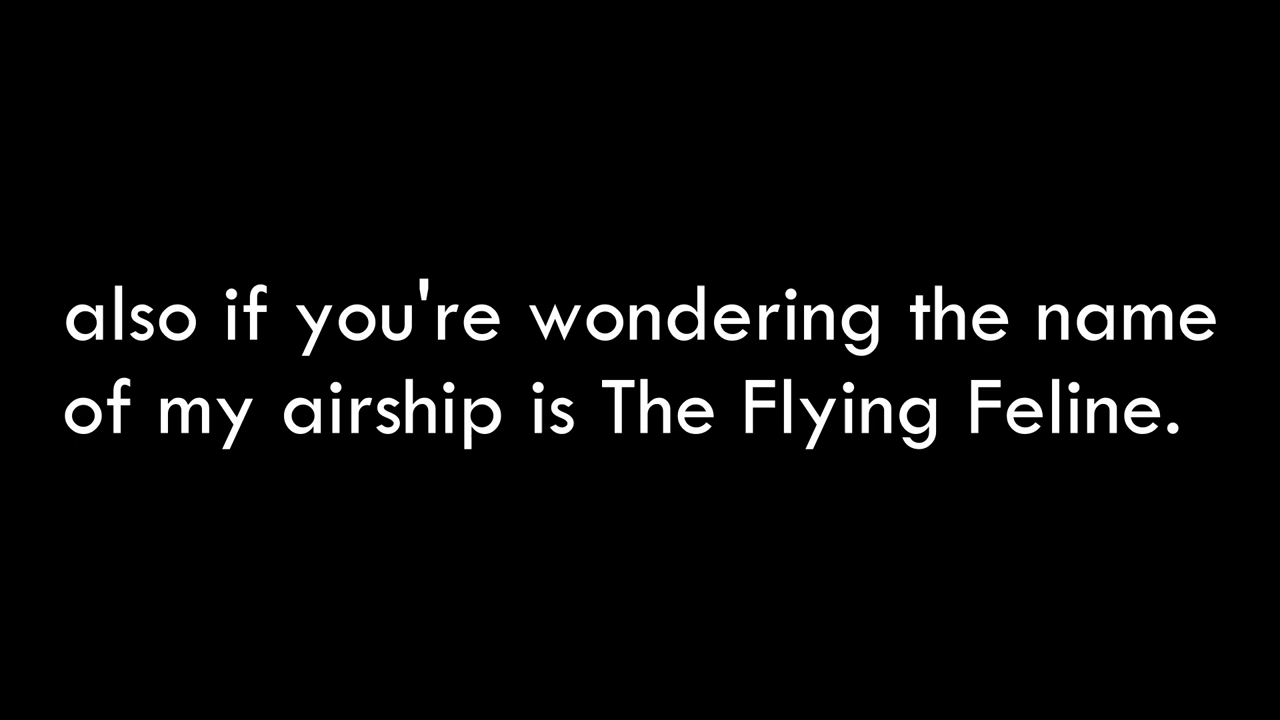 also if you're wondering the name
of my airship is The Flying Feline.